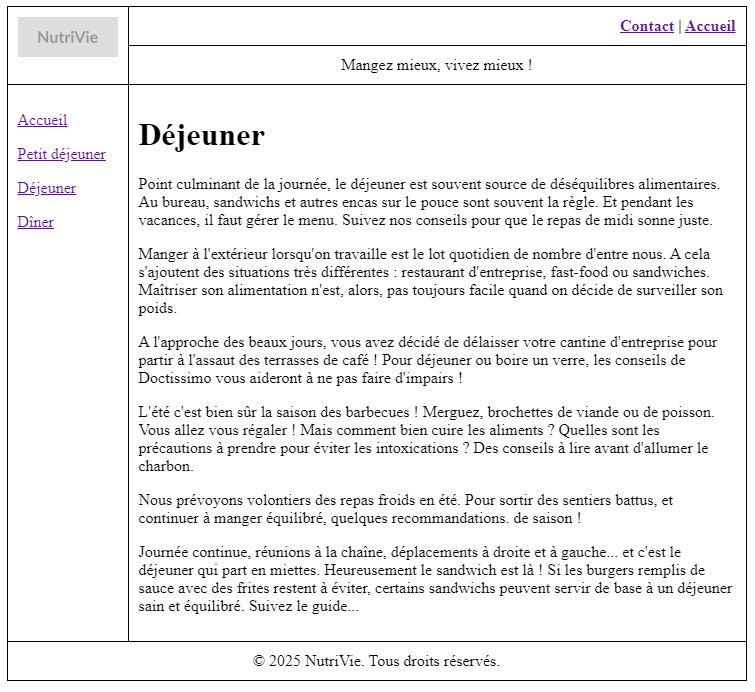 NutriVie
Contact | Accueil
Mangez mieux, vivez mieux !
Accueil
Petit déjeuner
Déjeuner
Dîner
Déjeuner
Point culminant de la journée, le déjeuner est souvent source de déséquilibres alimentaires.
Au bureau, sandwichs et autres encas sur le pouce sont souvent la règle. Et pendant les
vacances, il faut gérer le menu. Suivez nos conseils pour que le repas de midi sonne juste.
Manger à l'extérieur lorsqu'on travaille est le lot quotidien de nombre d'entre nous. A cela
s'ajoutent des situations très différentes : restaurant d'entreprise, fast-food ou sandwiches.
Maîtriser son alimentation n'est, alors, pas toujours facile quand on décide de surveiller son
poids.
A l'approche des beaux jours, vous avez décidé de délaisser votre cantine d'entreprise pour
partir à l'assaut des terrasses de café ! Pour déjeuner ou boire un verre, les conseils de
Doctissimo vous aideront à ne pas faire d'impairs !
L'été c'est bien sûr la saison des barbecues ! Merguez, brochettes de viande ou de poisson.
Vous allez vous régaler ! Mais comment bien cuire les aliments ? Quelles sont les
précautions à prendre pour éviter les intoxications ? Des conseils à lire avant d'allumer le
charbon.
Nous prévoyons volontiers des repas froids en été. Pour sortir des sentiers battus, et
continuer à manger équilibré, quelques recommandations. de saison !
Journée continue, réunions à la chaîne, déplacements à droite et à gauche... et c'est le
déjeuner qui part en miettes. Heureusement le sandwich est là ! Si les burgers remplis de
sauce avec des frites restent à éviter, certains sandwichs peuvent servir de base à un déjeuner
sain et équilibré. Suivez le guide...
© 2025 NutriVie. Tous droits réservés.